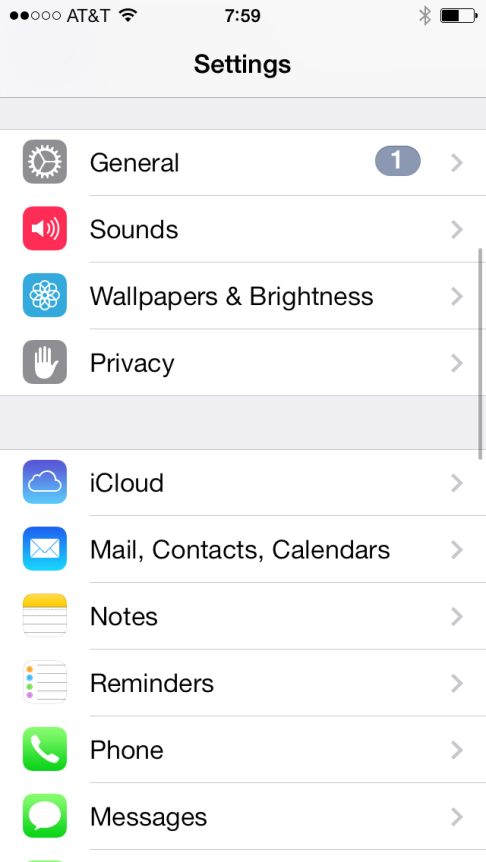 AT&T 7:59
Settings
General 1
Sounds
Wallpapers & Brightness
Privacy
iCloud
Mail, Contacts, Calendars
Notes
Reminders
Phone
Messages